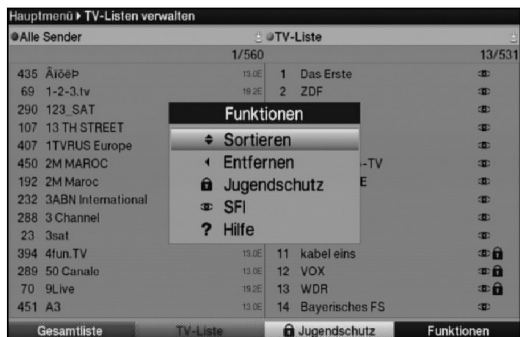 Hauptmenü ▸ TV-Listen verwalten
Alle Sender
TV-Liste
1/560
13/531
435 ÂïöêÞ 13.0E
69 1-2-3.tv 19.2E
290 123_SAT
107 13 TH STREET
407 1TVRUS Europe
450 2M MAROC
192 2M Maroc
232 3ABN International
288 3 Channel
23 3sat
394 4fun.TV 13.0E
289 50 Canale 13.0E
70 9Live 19.2E
451 A3 13.0E
1 Das Erste
2 ZDF
-TV
E
11 kabel eins
12 VOX
13 WDR
14 Bayerisches FS
Funktionen
Sortieren
Entfernen
Jugendschutz
SFI
? Hilfe
Gesamtliste
TV-Liste
Jugendschutz
Funktionen